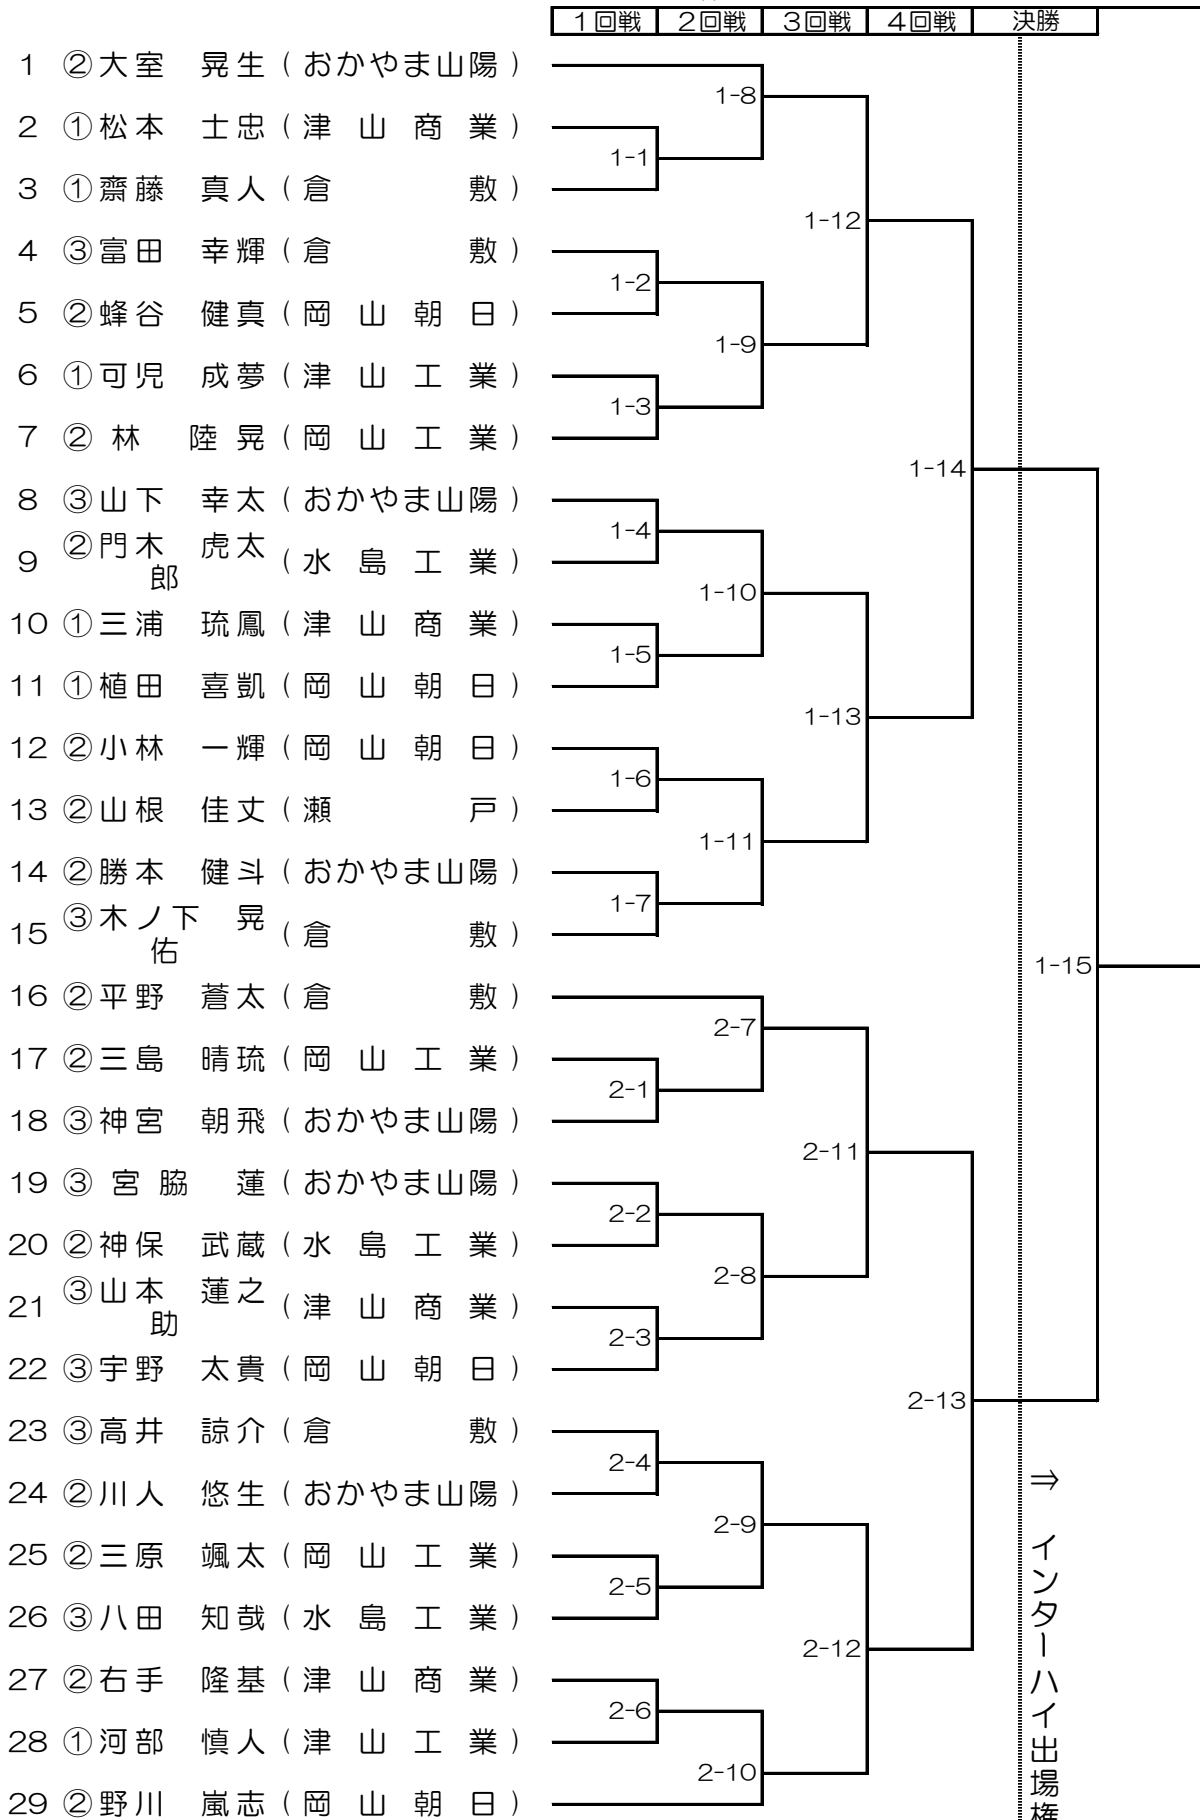 1回戦 2回戦 3回戦 4回戦 決勝
1 ②大室 晃生(おかやま山陽)
1-8
2 ①松本 士忠(津山商業)
1-1
3 ①齋藤 真人(倉敷)
1-12
4 ③富田 幸輝(倉敷)
1-2
5 ②蜂谷 健真(岡山朝日)
1-9
6 ①可児 成夢(津山工業)
1-3
7 ②林 陸晃(岡山工業)
1-14
8 ③山下 幸太(おかやま山陽)
1-4
9 ②門木 虎太
郎 (水島工業)
1-10
10 ①三浦 琉鳳(津山商業)
1-5
11 ①植田 喜凱(岡山朝日)
1-13
12 ②小林 一輝(岡山朝日)
1-6
13 ②山根 佳丈(瀬戸)
1-11
14 ②勝本 健斗(おかやま山陽)
1-7
15 ③木ノ下 晃
佑 (倉敷)
1-15
16 ②平野 蒼太(倉敷)
2-7
17 ②三島 晴琉(岡山工業)
2-1
18 ③神宮 朝飛(おかやま山陽)
2-11
19 ③宮脇 蓮(おかやま山陽)
2-2
20 ②神保 武蔵(水島工業)
2-8
21 ③山本 蓮之
助 (津山商業)
2-3
22 ③宇野 太貴(岡山朝日)
2-13
23 ③高井 諒介(倉敷)
2-4
24 ②川人 悠生(おかやま山陽)
2-9
25 ②三原 颯太(岡山工業)
2-5
26 ③八田 知哉(水島工業)
2-12
27 ②右手 隆基(津山商業)
2-6
28 ①河部 慎人(津山工業)
2-10
29 ②野川 嵐志(岡山朝日)
⇒ インターハイ出場権